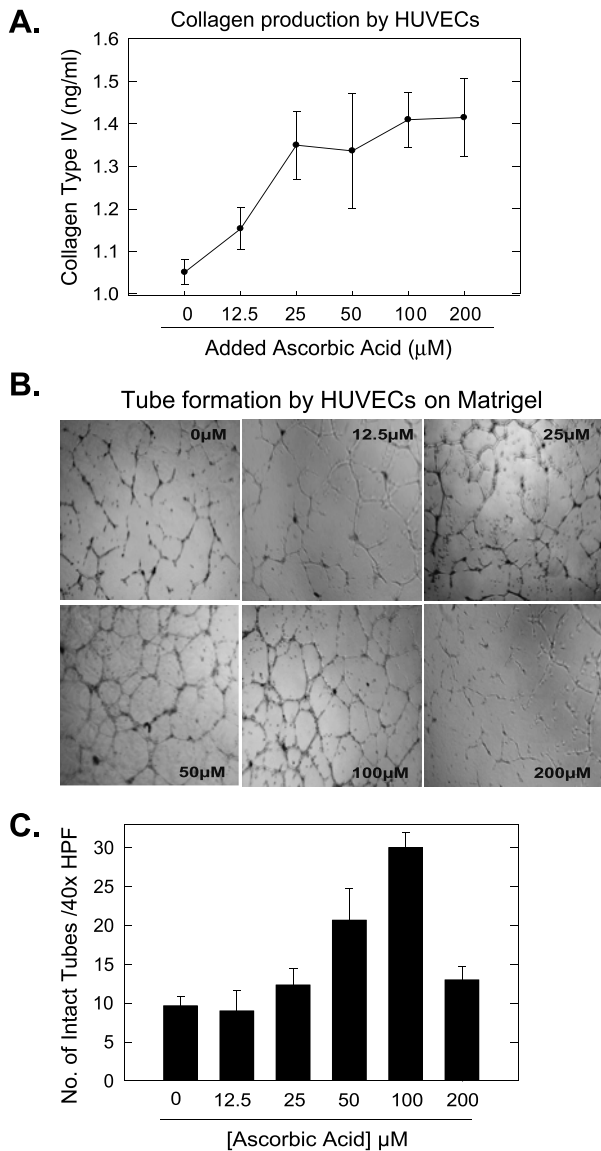 A.
Collagen production by HUVECs
Collagen Type IV (ng/ml)
1.6
1.5
1.4
1.3
1.2
1.1
1.0
0 12.5 25 50 100 200
Added Ascorbic Acid (µM)
B.
Tube formation by HUVECs on Matrigel
0µM 12.5µM 25µM
50µM 100µM 200µM
C.
No. of Intact Tubes /40x HPF
30
25
20
15
10
5
0
0 12.5 25 50 100 200
[Ascorbic Acid] µM